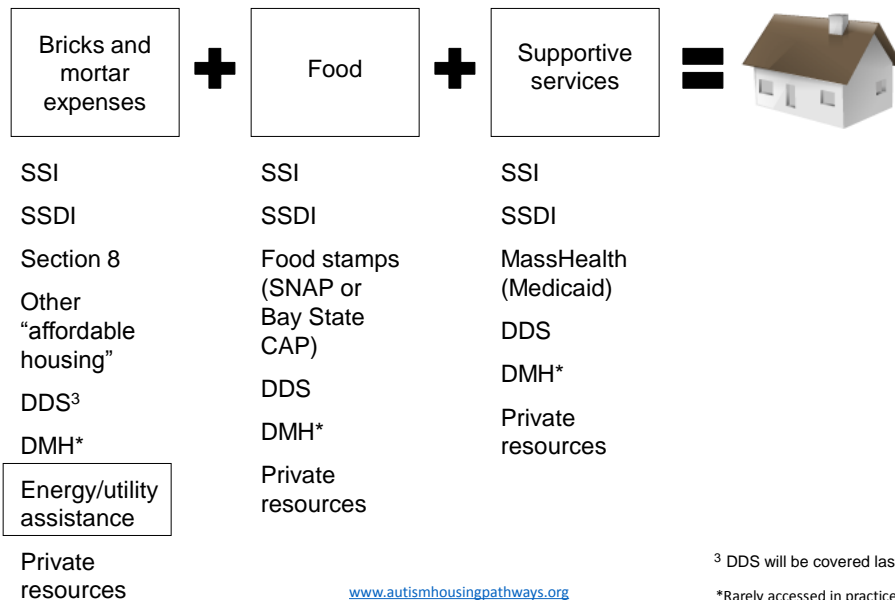 Bricks and
mortar
expenses
Food
Supportive
services
SSI
SSDI
Section 8
Other
“affordable
housing”
DDS³
DMH*
Energy/utility
assistance
Private
resources
SSI
SSDI
Food stamps
(SNAP or
Bay State
CAP)
DDS
DMH*
Private
resources
SSI
SSDI
MassHealth
(Medicaid)
DDS
DMH*
Private
resources
www.autismhousingpathways.org
³ DDS will be covered las
*Rarely accessed in practice